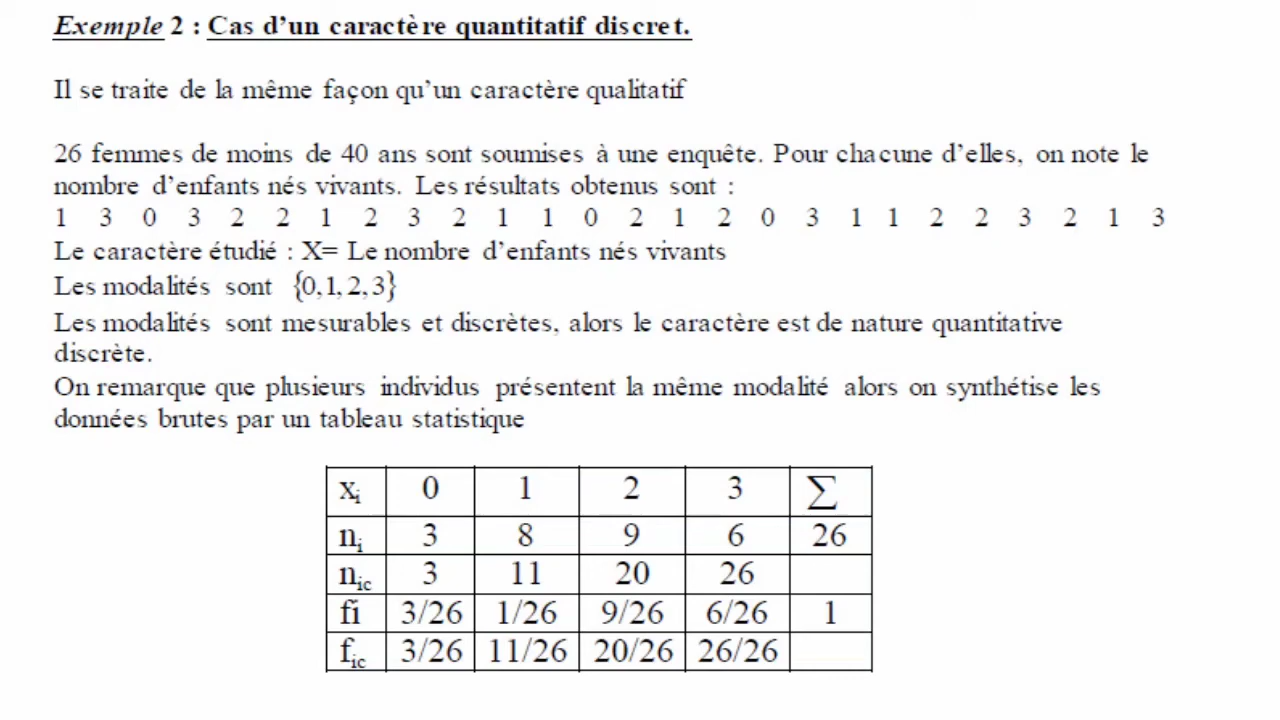 Exemple 2 : Cas d'un caractère quantitatif discret.
Il se traite de la même façon qu'un caractère qualitatif
26 femmes de moins de 40 ans sont soumises à une enquête. Pour chacune d'elles, on note le
nombre d'enfants nés vivants. Les résultats obtenus sont :
1 3 0 3 2 2 1 2 3 2 1 1 0 2 1 2 0 3 1 1 2 2 3 2 1 3
Le caractère étudié : X= Le nombre d'enfants nés vivants
Les modalités sont {0,1,2,3}
Les modalités sont mesurables et discrètes, alors le caractère est de nature quantitative
discrète.
On remarque que plusieurs individus présentent la même modalité alors on synthétise les
données brutes par un tableau statistique
xi 0 1 2 3 ∑
ni 3 8 9 6 26
nic 3 11 20 26
fi 3/26 1/26 9/26 6/26 1
fic 3/26 11/26 20/26 26/26